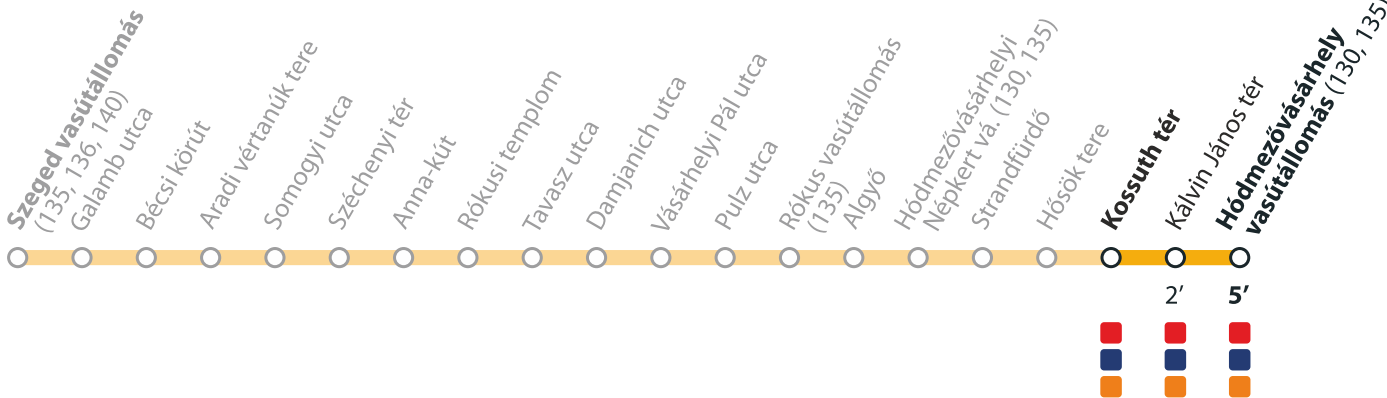 Szeged vasútállomás
(135, 136, 140)
Galamb utca
Bécsi körút
Aradi vértanúk tere
Somogyi utca
Széchenyi tér
Anna-kút
Rókusi templom
Tavasz utca
Damjanich utca
Vásárhelyi Pál utca
Pulz utca
Rókus vasútállomás
(135)
Algyő
Hódmezővásárhelyi
Népkert vá. (130, 135)
Strandfürdő
Hősök tere
Kossuth tér
Kálvin János tér
Hódmezővásárhely
vasútállomás (130, 135)
2′
5′